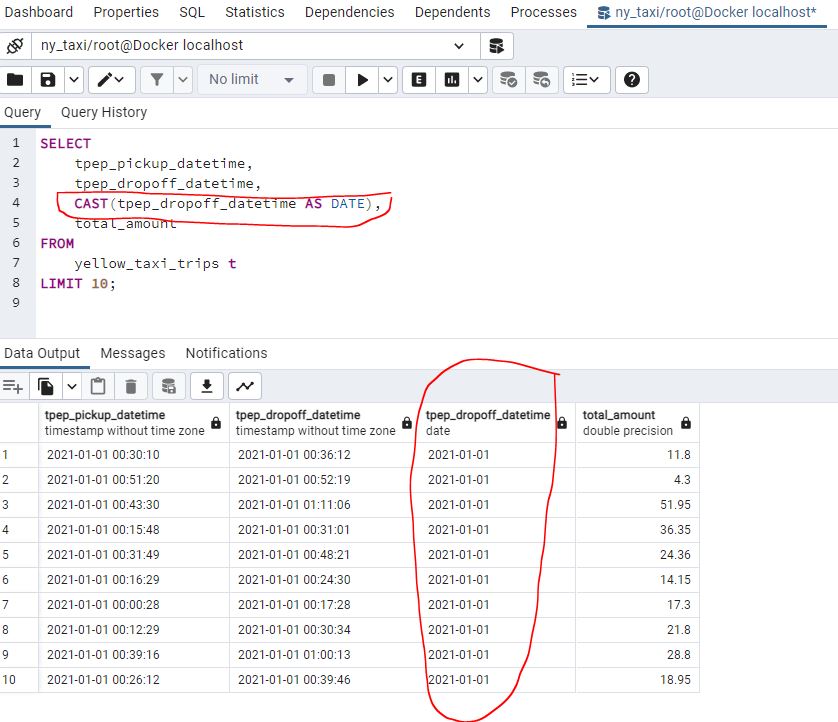 Dashboard Properties SQL Statistics Dependencies Dependents Processes ny_taxi/root@Docker localhost*
ny_taxi/root@Docker localhost
No limit E
Query Query History
1 SELECT
2 tpep_pickup_datetime,
3 tpep_dropoff_datetime,
4 CAST(tpep_dropoff_datetime AS DATE),
5 total_amount
6 FROM
7 yellow_taxi_trips t
8 LIMIT 10;
9
Data Output Messages Notifications
tpep_pickup_datetime tpep_dropoff_datetime tpep_dropoff_datetime total_amount
timestamp without time zone timestamp without time zone date double precision
1 2021-01-01 00:30:10 2021-01-01 00:36:12 2021-01-01 11.8
2 2021-01-01 00:51:20 2021-01-01 00:52:19 2021-01-01 4.3
3 2021-01-01 00:43:30 2021-01-01 01:11:06 2021-01-01 51.95
4 2021-01-01 00:15:48 2021-01-01 00:31:01 2021-01-01 36.35
5 2021-01-01 00:31:49 2021-01-01 00:48:21 2021-01-01 24.36
6 2021-01-01 00:16:29 2021-01-01 00:24:30 2021-01-01 14.15
7 2021-01-01 00:00:28 2021-01-01 00:17:28 2021-01-01 17.3
8 2021-01-01 00:12:29 2021-01-01 00:30:34 2021-01-01 21.8
9 2021-01-01 00:39:16 2021-01-01 01:00:13 2021-01-01 28.8
10 2021-01-01 00:26:12 2021-01-01 00:39:46 2021-01-01 18.95